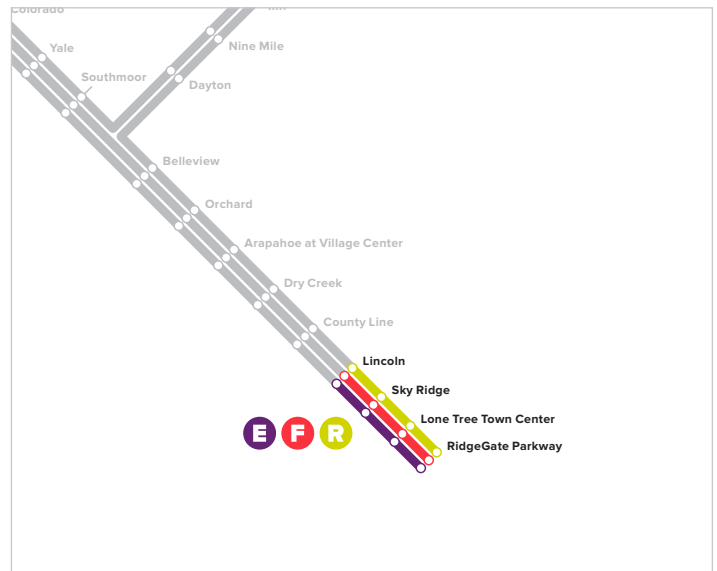 Colorado
Yale
Nine Mile
Southmoor
Dayton
Belleview
Orchard
Arapahoe at Village Center
Dry Creek
County Line
Lincoln
Sky Ridge
Lone Tree Town Center
RidgeGate Parkway
E F R